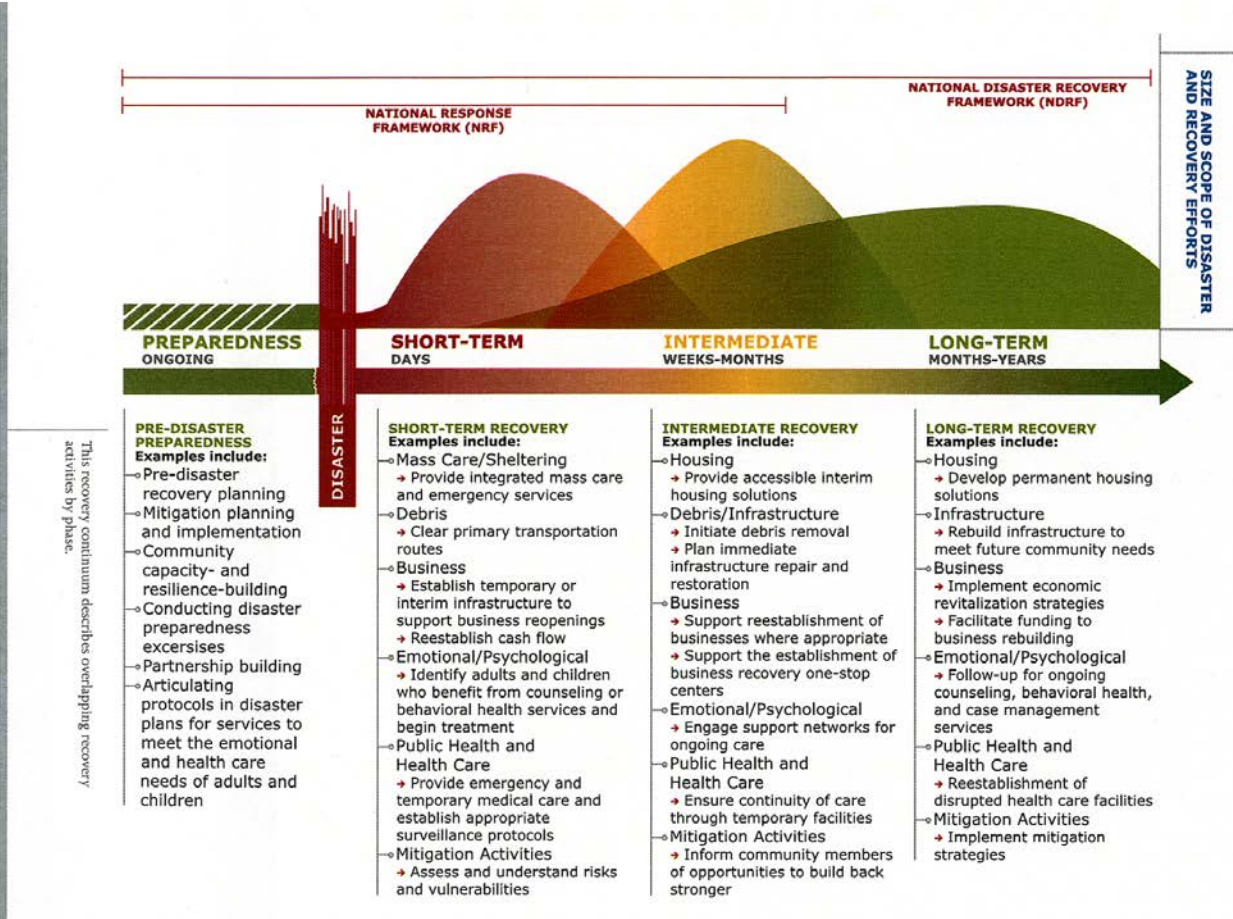 NATIONAL DISASTER RECOVERY
FRAMEWORK (NDRF)
NATIONAL RESPONSE
FRAMEWORK (NRF)
SIZE AND SCOPE OF DISASTER
AND RECOVERY EFFORTS
PREPAREDNESS
ONGOING
SHORT-TERM
DAYS
INTERMEDIATE
WEEKS-MONTHS
LONG-TERM
MONTHS-YEARS
DISASTER
This recovery continuum describes overlapping recovery
activities by phase.
PRE-DISASTER
PREPAREDNESS
Examples include:
Pre-disaster
recovery planning
Mitigation planning
and implementation
Community
capacity- and
resilience-building
Conducting disaster
preparedness
excersises
Partnership building
Articulating
protocols in disaster
plans for services to
meet the emotional
and health care
needs of adults and
children
SHORT-TERM RECOVERY
Examples include:
Mass Care/Sheltering
→ Provide integrated mass care
and emergency services
Debris
→ Clear primary transportation
routes
Business
→ Establish temporary or
interim infrastructure to
support business reopenings
→ Reestablish cash flow
Emotional/Psychological
→ Identify adults and children
who benefit from counseling or
behavioral health services and
begin treatment
Public Health and
Health Care
→ Provide emergency and
temporary medical care and
establish appropriate
surveillance protocols
Mitigation Activities
→ Assess and understand risks
and vulnerabilities
INTERMEDIATE RECOVERY
Examples include:
Housing
→ Provide accessible interim
housing solutions
Debris/Infrastructure
→ Initiate debris removal
→ Plan immediate
infrastructure repair and
restoration
Business
→ Support reestablishment of
businesses where appropriate
→ Support the establishment of
business recovery one-stop
centers
Emotional/Psychological
→ Engage support networks for
ongoing care
Public Health and
Health Care
→ Ensure continuity of care
through temporary facilities
Mitigation Activities
→ Inform community members
of opportunities to build back
stronger
LONG-TERM RECOVERY
Examples include:
Housing
→ Develop permanent housing
solutions
Infrastructure
→ Rebuild infrastructure to
meet future community needs
Business
→ Implement economic
revitalization strategies
→ Facilitate funding to
business rebuilding
Emotional/Psychological
→ Follow-up for ongoing
counseling, behavioral health,
and case management
services
Public Health and
Health Care
→ Reestablishment of
disrupted health care facilities
Mitigation Activities
→ Implement mitigation
strategies